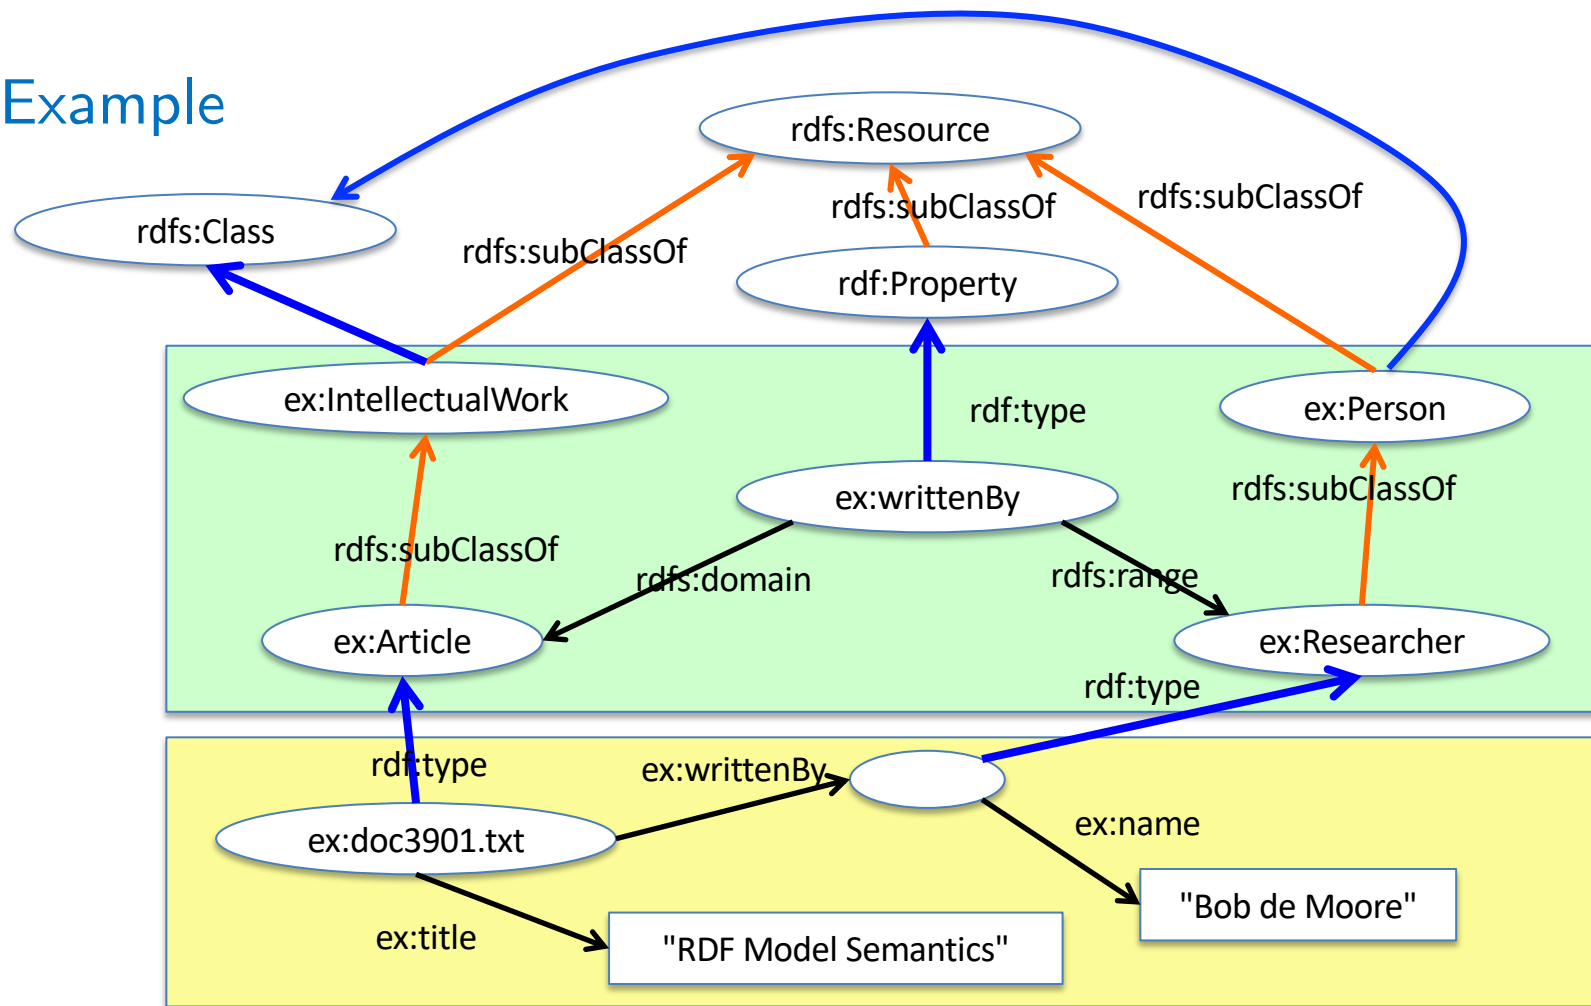 Example
rdfs:Resource
rdfs:subClassOf
rdfs:subClassOf
rdfs:Class
rdfs:subClassOf
rdf:Property
ex:IntellectualWork
rdf:type
ex:Person
ex:writtenBy
rdfs:subClassOf
rdfs:subClassOf
rdfs:domain
rdfs:range
ex:Article
ex:Researcher
rdf:type
rdf:type
ex:writtenBy
ex:doc3901.txt
ex:name
"Bob de Moore"
ex:title
"RDF Model Semantics"